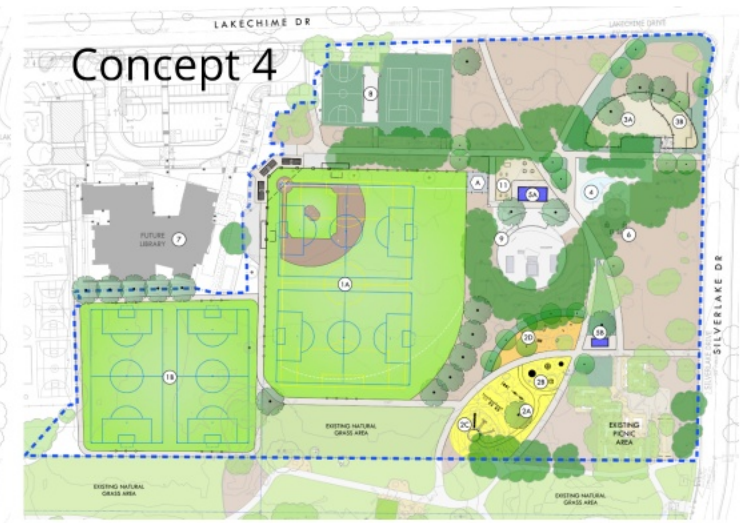 LAKECHIME DR
LAKECHIME DRIVE
Concept 4
8
3A
3B
A
11
5A
4
FUTURE
LIBRARY
7
9
6
SILVERLAKE DR
1A
2D
5B
1B
2B
2A
2C
EXISTING NATURAL
GRASS AREA
EXISTING
PICNIC
AREA
EXISTING NATURAL
GRASS AREA
EXISTING NATURAL
GRASS AREA